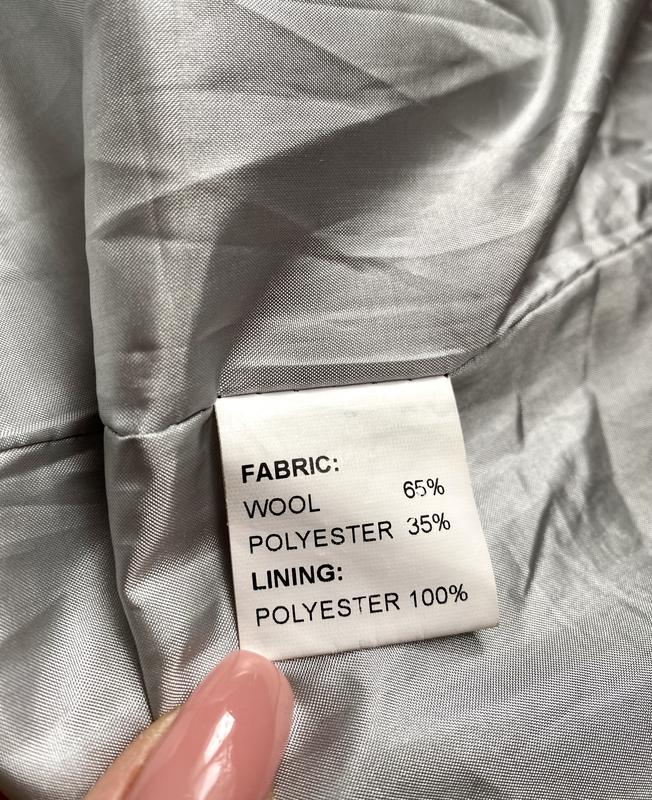 FABRIC:
WOOL 65%
POLYESTER 35%
LINING:
POLYESTER 100%